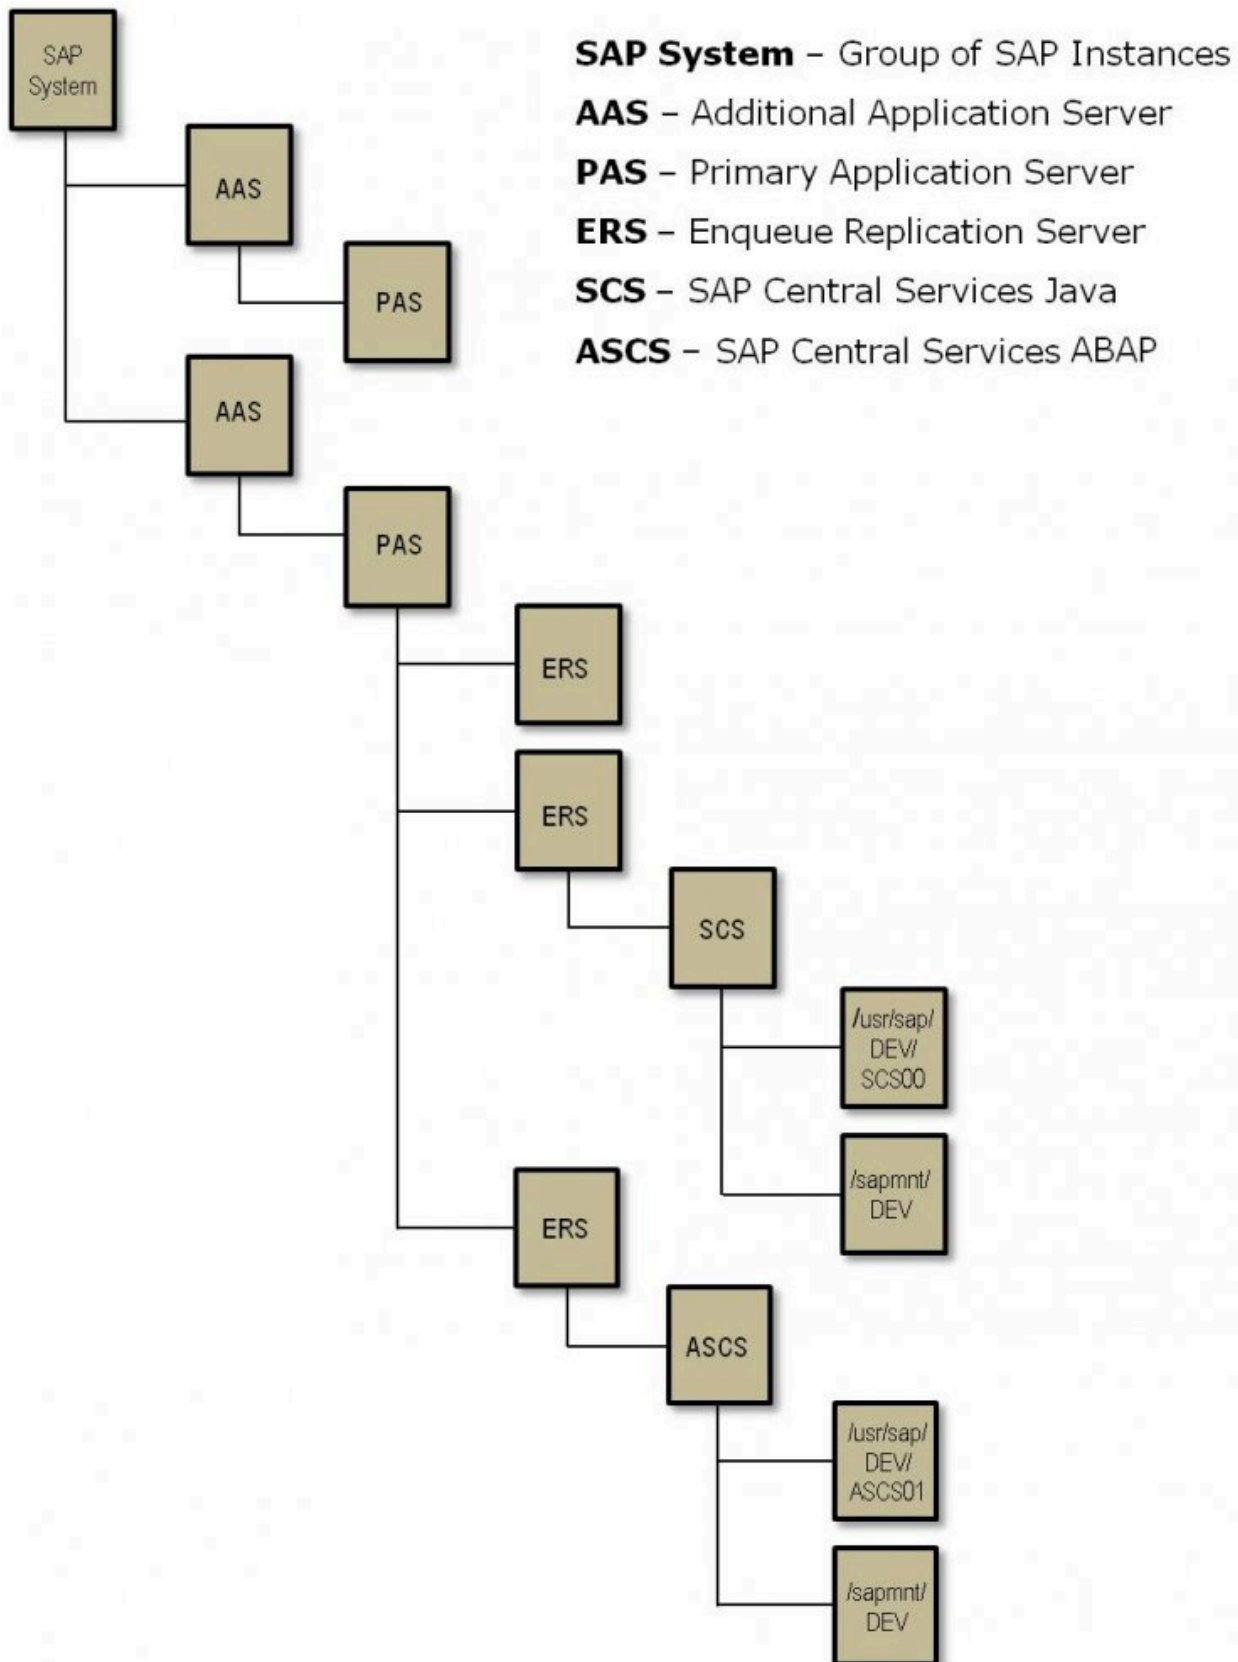 SAP
System
SAP System – Group of SAP Instances
AAS – Additional Application Server
PAS – Primary Application Server
ERS – Enqueue Replication Server
SCS – SAP Central Services Java
ASCS – SAP Central Services ABAP
AAS
PAS
AAS
PAS
ERS
ERS
SCS
/usr/sap/
DEV/
SCS00
/sapmnt/
DEV
ERS
ASCS
/usr/sap/
DEV/
ASCS01
/sapmnt/
DEV